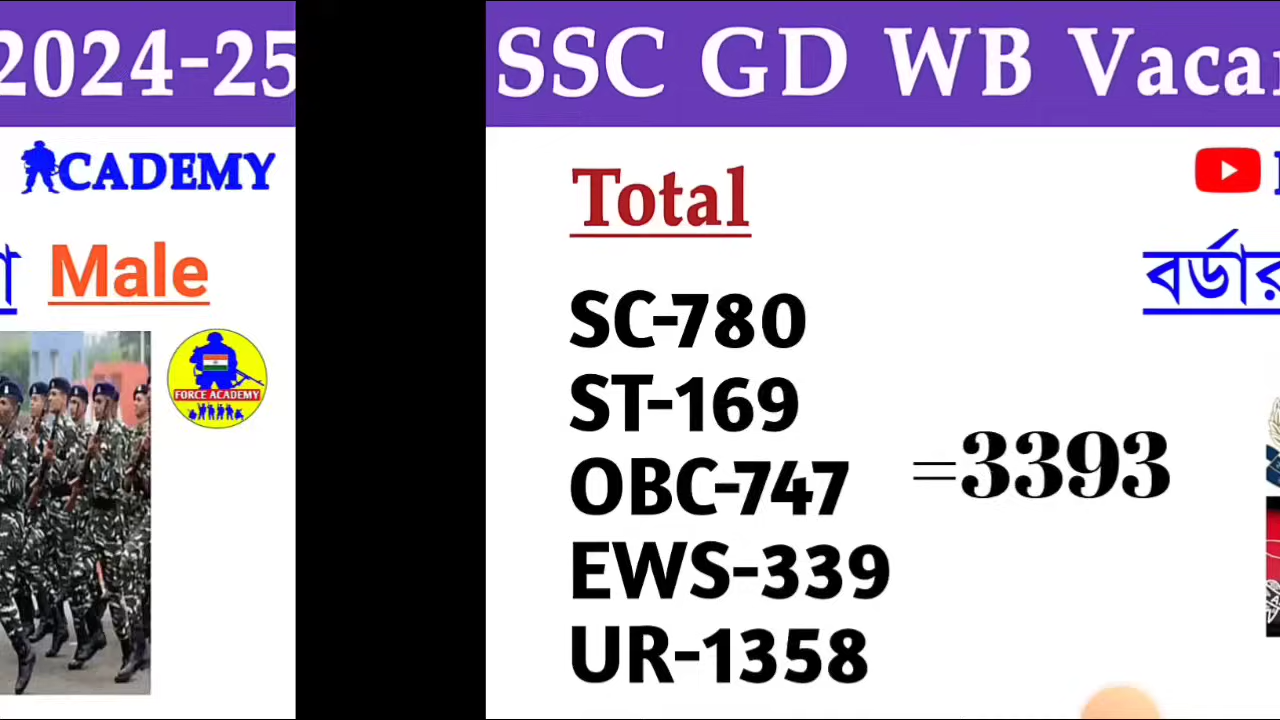 2024-25
CADEMY
Male
FORCE ACADEMY
SSC GD WB
Total
বর্ডার
SC-780
ST-169
OBC-747
EWS-339
UR-1358
=3393